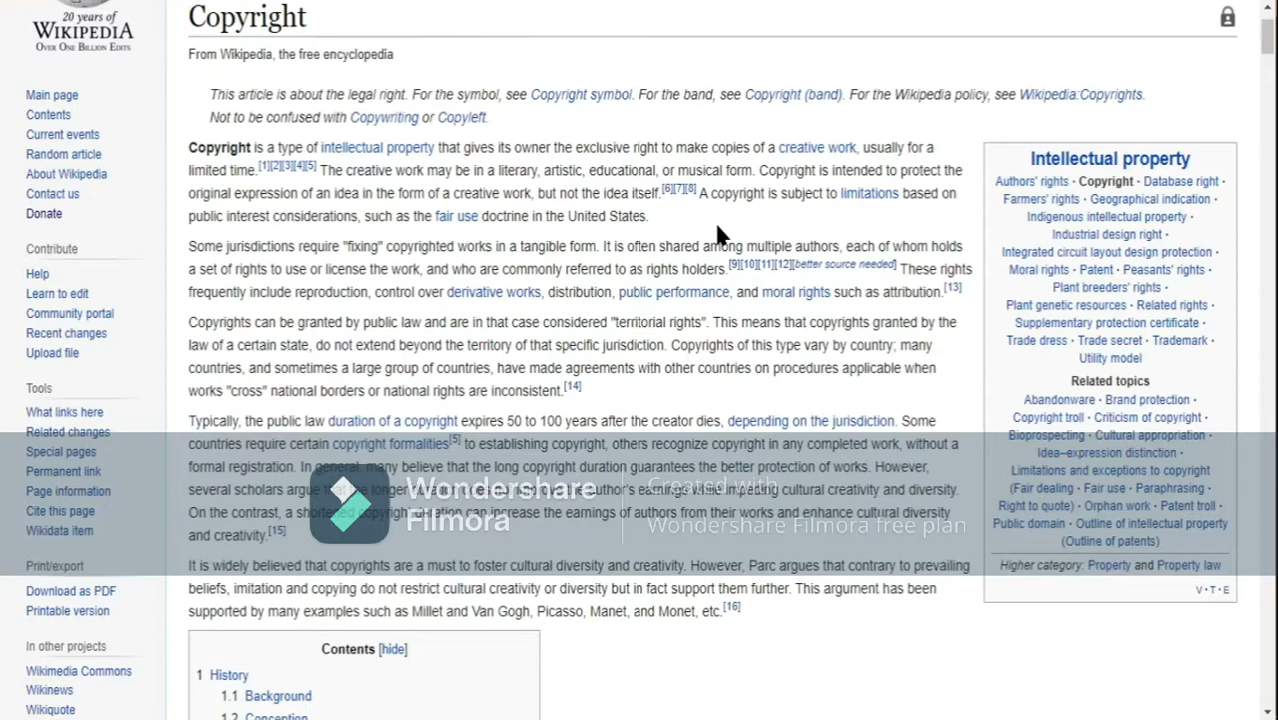 20 years of
WIKIPEDIA
OVER ONE BILLION EDITS
Main page
Contents
Current events
Random article
About Wikipedia
Contact us
Donate
Contribute
Help
Learn to edit
Community portal
Recent changes
Upload file
Tools
What links here
Related changes
Special pages
Permanent link
Page information
Cite this page
Wikidata item
Print/export
Download as PDF
Printable version
In other projects
Wikimedia Commons
Wikinews
Wikiquote
Copyright
From Wikipedia, the free encyclopedia
This article is about the legal right. For the symbol, see Copyright symbol. For the band, see Copyright (band). For the Wikipedia policy, see Wikipedia:Copyrights.
Not to be confused with Copywriting or Copyleft.
Copyright is a type of intellectual property that gives its owner the exclusive right to make copies of a creative work, usually for a
limited time.[1][2][3][4][5] The creative work may be in a literary, artistic, educational, or musical form. Copyright is intended to protect the
original expression of an idea in the form of a creative work, but not the idea itself.[6][7][8] A copyright is subject to limitations based on
public interest considerations, such as the fair use doctrine in the United States.
Some jurisdictions require "fixing" copyrighted works in a tangible form. It is often shared among multiple authors, each of whom holds
a set of rights to use or license the work, and who are commonly referred to as rights holders.[9][10][11][12][better source needed] These rights
frequently include reproduction, control over derivative works, distribution, public performance, and moral rights such as attribution.[13]
Copyrights can be granted by public law and are in that case considered "territorial rights". This means that copyrights granted by the
law of a certain state, do not extend beyond the territory of that specific jurisdiction. Copyrights of this type vary by country; many
countries, and sometimes a large group of countries, have made agreements with other countries on procedures applicable when
works "cross" national borders or national rights are inconsistent.[14]
Typically, the public law duration of a copyright expires 50 to 100 years after the creator dies, depending on the jurisdiction. Some
countries require certain copyright formalities[5] to establishing copyright, others recognize copyright in any completed work, without a
formal registration. In general, many believe that the long copyright duration guarantees the better protection of works. However,
several scholars argue that the longer author's earnings while impeding cultural creativity and diversity.
On the contrast, a shortened copyright duration can increase the earnings of authors from their works and enhance cultural diversity
and creativity.[15]
It is widely believed that copyrights are a must to foster cultural diversity and creativity. However, Parc argues that contrary to prevailing
beliefs, imitation and copying do not restrict cultural creativity or diversity but in fact support them further. This argument has been
supported by many examples such as Millet and Van Gogh, Picasso, Manet, and Monet, etc.[16]
Contents [hide]
1 History
1.1 Background
1.2 Conception
Intellectual property
Authors' rights · Copyright · Database right ·
Farmers' rights · Geographical indication ·
Indigenous intellectual property ·
Industrial design right ·
Integrated circuit layout design protection ·
Moral rights · Patent · Peasants' rights ·
Plant breeders' rights ·
Plant genetic resources · Related rights ·
Supplementary protection certificate ·
Trade dress · Trade secret · Trademark ·
Utility model
Related topics
Abandonware · Brand protection ·
Copyright troll · Criticism of copyright ·
Bioprospecting · Cultural appropriation ·
Idea–expression distinction ·
Limitations and exceptions to copyright
(Fair dealing · Fair use · Paraphrasing ·
Right to quote) · Orphan work · Patent troll ·
Public domain · Outline of intellectual property
(Outline of patents)
Higher category: Property and Property law
V · T · E
Wondershare
Filmora
Created with
Wondershare Filmora free plan